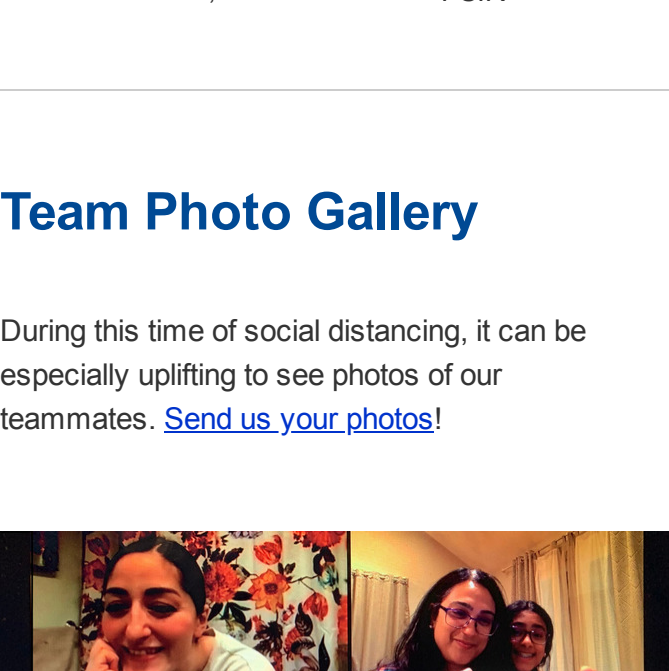 Team Photo Gallery
During this time of social distancing, it can be
especially uplifting to see photos of our
teammates. Send us your photos!